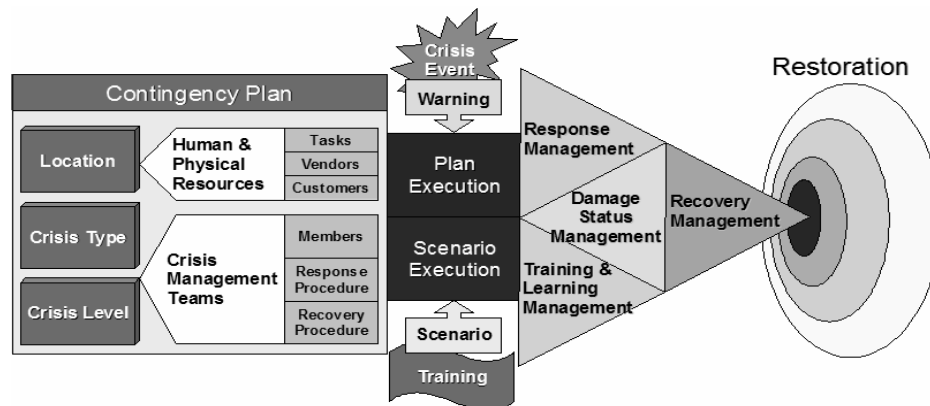 Contingency Plan
Location
Human &
Physical
Resources
Tasks
Vendors
Customers
Crisis Type
Crisis Level
Crisis
Management
Teams
Members
Response
Procedure
Recovery
Procedure
Crisis
Event
Warning
Plan
Execution
Scenario
Execution
Scenario
Training
Response
Management
Damage
Status
Management
Training &
Learning
Management
Recovery
Management
Restoration